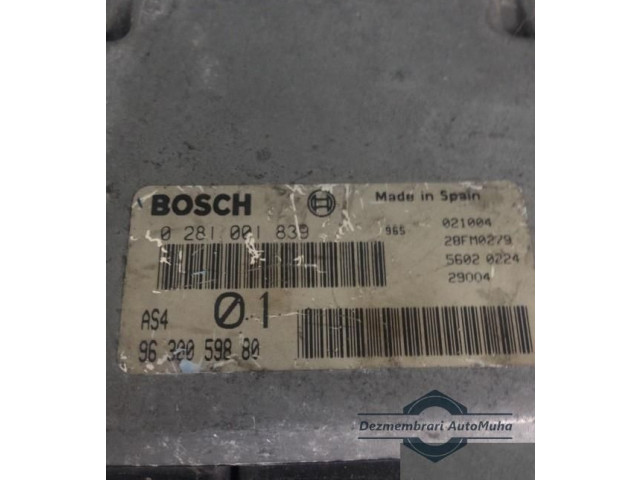 BOSCH
Made in Spain
0 281 001 839
965
021004
28FM0279
5602 0224
29004
AS4
01
96 300 598 80
Dezmembrari AutoMuha